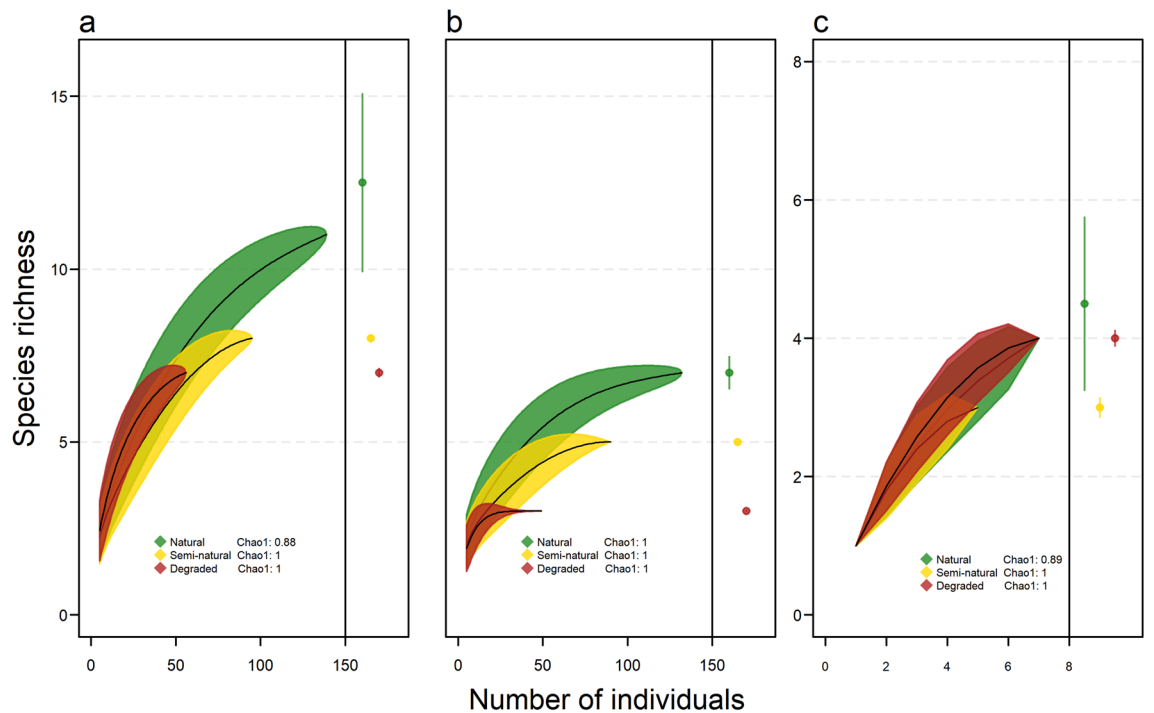 a
b
c
Species richness
15
10
5
0
0 50 100 150
Natural Chao1: 0.88
Semi-natural Chao1: 1
Degraded Chao1: 1
0 50 100 150
Natural Chao1: 1
Semi-natural Chao1: 1
Degraded Chao1: 1
8
6
4
2
0
0 2 4 6 8
Natural Chao1: 0.89
Semi-natural Chao1: 1
Degraded Chao1: 1
Number of individuals